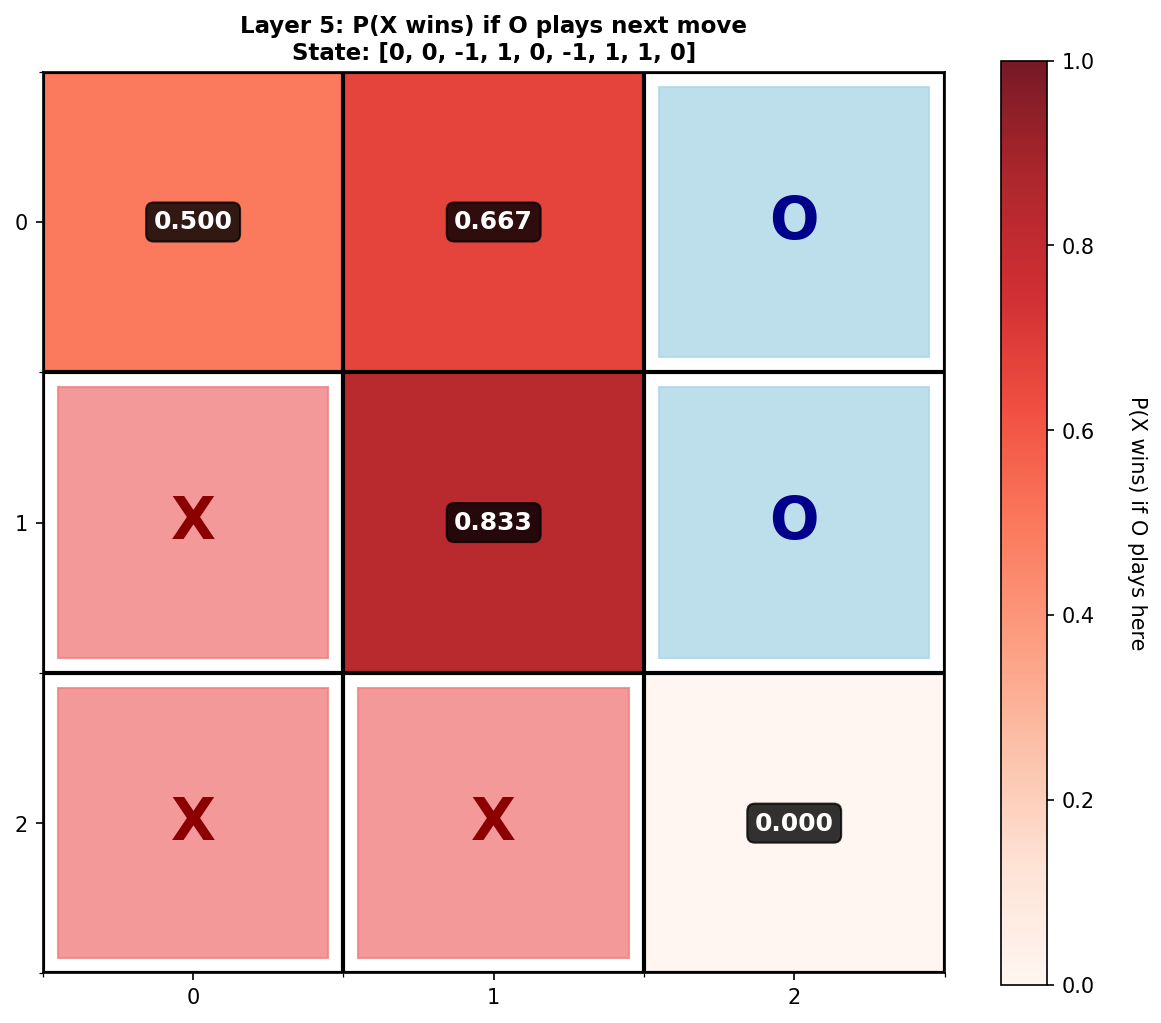 Layer 5: P(X wins) if O plays next move
State: [0, 0, -1, 1, 0, -1, 1, 1, 0]
0
0.500
0.667
O
1
X
0.833
O
2
X
X
0.000
0
1
2
1.0
0.8
0.6
0.4
0.2
0.0
P(X wins) if O plays here